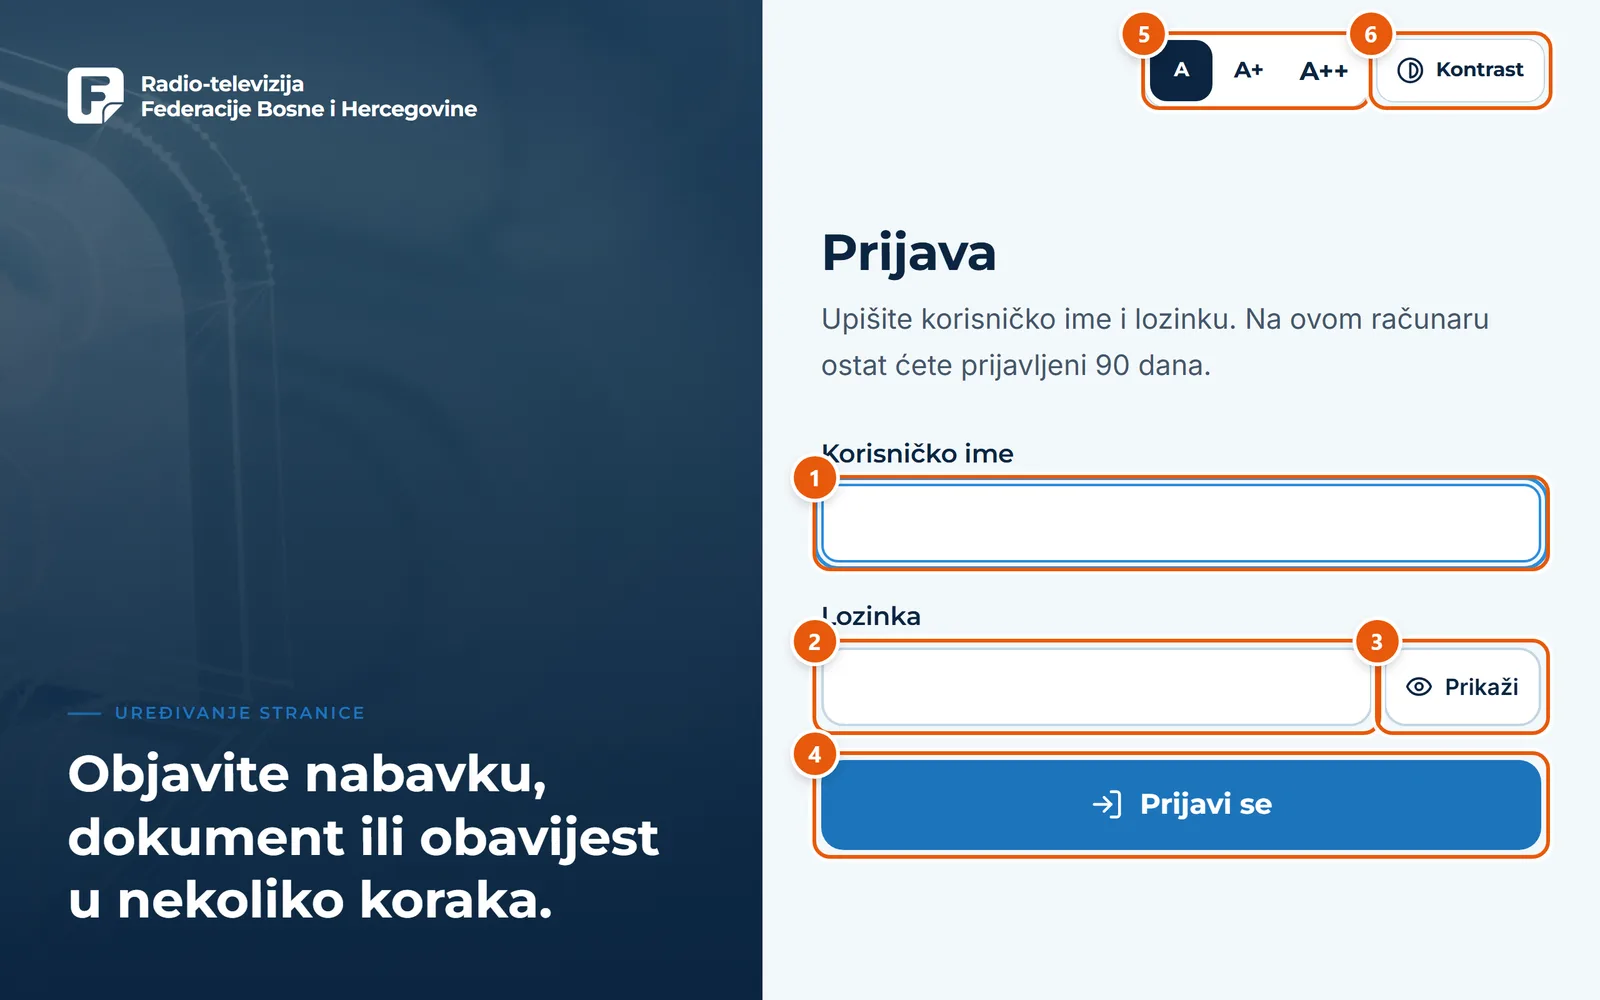 Radio-televizija
Federacije Bosne i Hercegovine
UREĐIVANJE STRANICE
Objavite nabavku,
dokument ili obavijest
u nekoliko koraka.
5
A
A+
A++
6
Kontrast
Prijava
Upišite korisničko ime i lozinku. Na ovom računaru
ostat ćete prijavljeni 90 dana.
Korisničko ime
1
Lozinka
2
3
Prikaži
4
Prijavi se